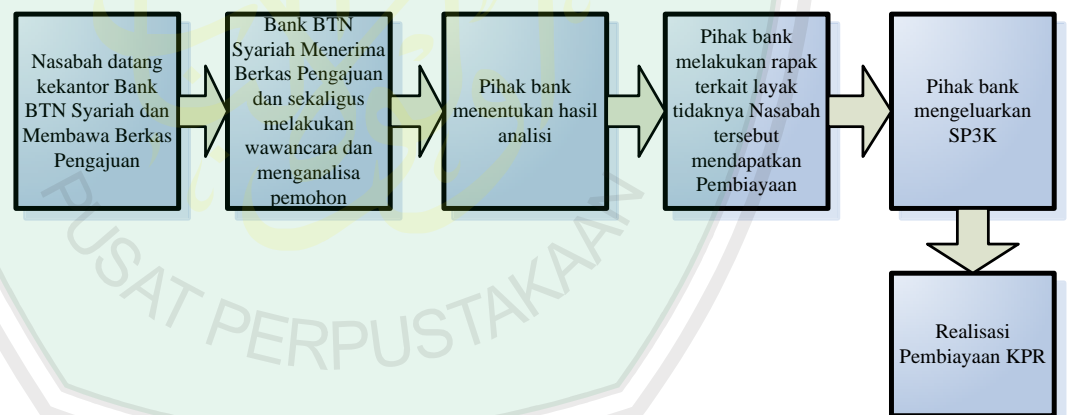 Nasabah datang
kekantor Bank
BTN Syariah dan
Membawa Berkas
Pengajuan
Bank BTN
Syariah Menerima
Berkas Pengajuan
dan sekaligus
melakukan
wawancara dan
menganalisa
pemohon
Pihak bank
menentukan hasil
analisi
Pihak bank
melakukan rapak
terkait layak
tidaknya Nasabah
tersebut
mendapatkan
Pembiayaan
Pihak bank
mengeluarkan
SP3K
Realisasi
Pembiayaan KPR
PUSAT PERPUSTAKAAN